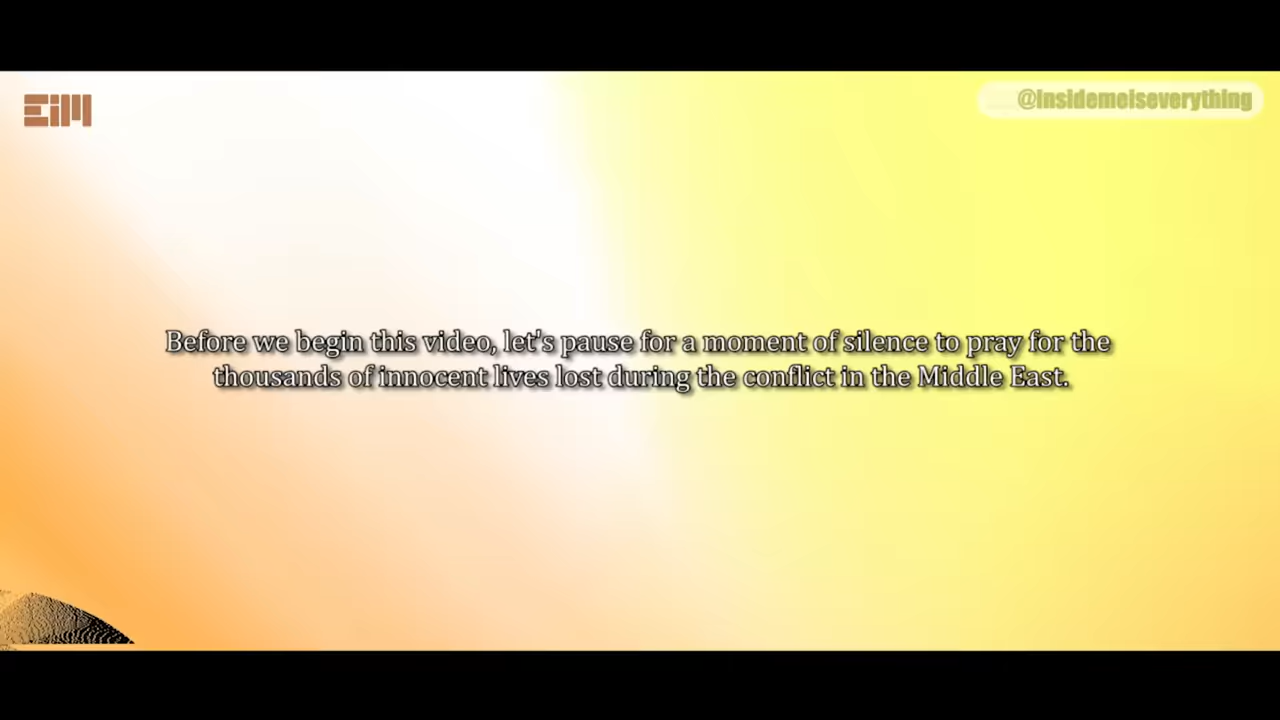 EiM
@insidemeiseverything
Before we begin this video, let's pause for a moment of silence to pray for the
thousands of innocent lives lost during the conflict in the Middle East.